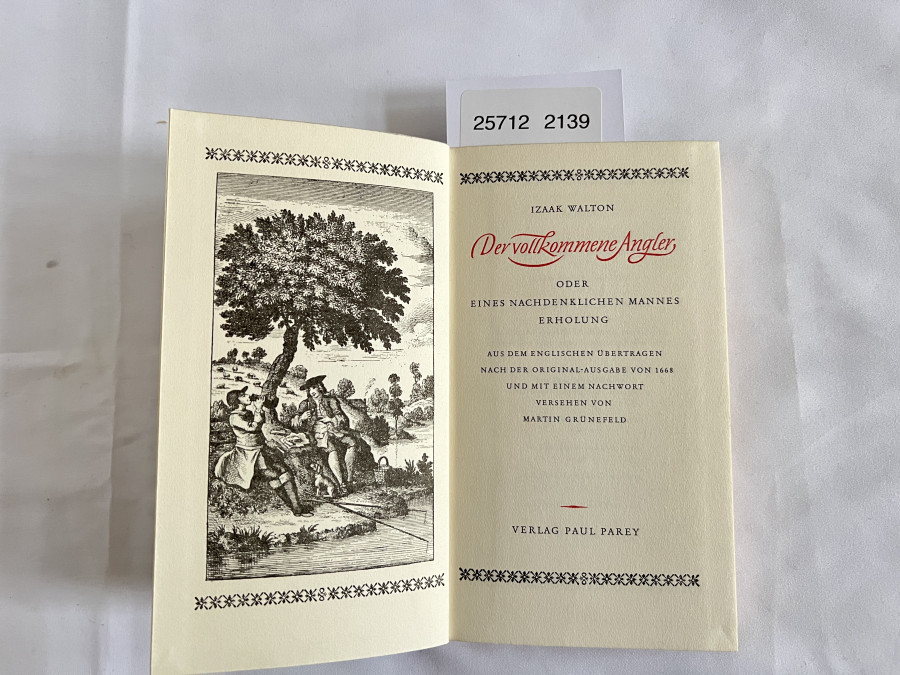 25712 2139
IZAAK WALTON
Der vollkommene Angler,
ODER
EINES NACHDENKLICHEN MANNES
ERHOLUNG
AUS DEM ENGLISCHEN ÜBERTRAGEN
NACH DER ORIGINAL-AUSGABE VON 1668
UND MIT EINEM NACHWORT
VERSEHEN VON
MARTIN GRÜNEFELD
VERLAG PAUL PAREY